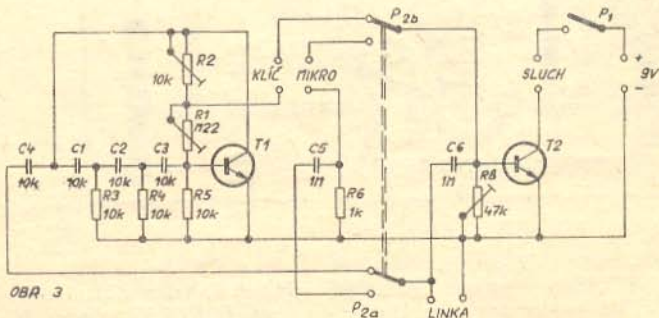 P2b
P1
R2
10k
KLÍČ
MIKRO
SLUCH
+
9V
−
R1
M22
C4
C1
C2
C3
T1
C5
C6
T2
10k
10k
10k
10k
1M
1M
R3
10k
R4
10k
R5
10k
R6
1k
R8
47k
OBR. 3
P2a
LINKA